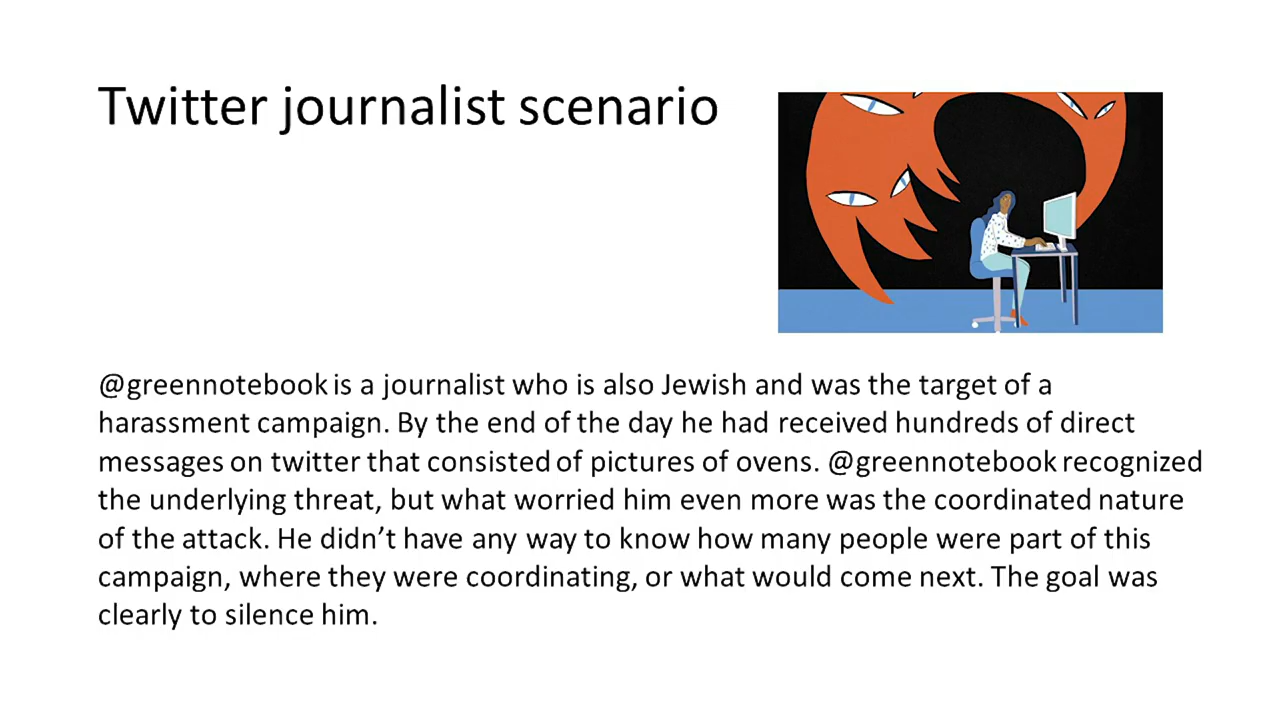 Twitter journalist scenario
@greennotebook is a journalist who is also Jewish and was the target of a
harassment campaign. By the end of the day he had received hundreds of direct
messages on twitter that consisted of pictures of ovens. @greennotebook recognized
the underlying threat, but what worried him even more was the coordinated nature
of the attack. He didn’t have any way to know how many people were part of this
campaign, where they were coordinating, or what would come next. The goal was
clearly to silence him.